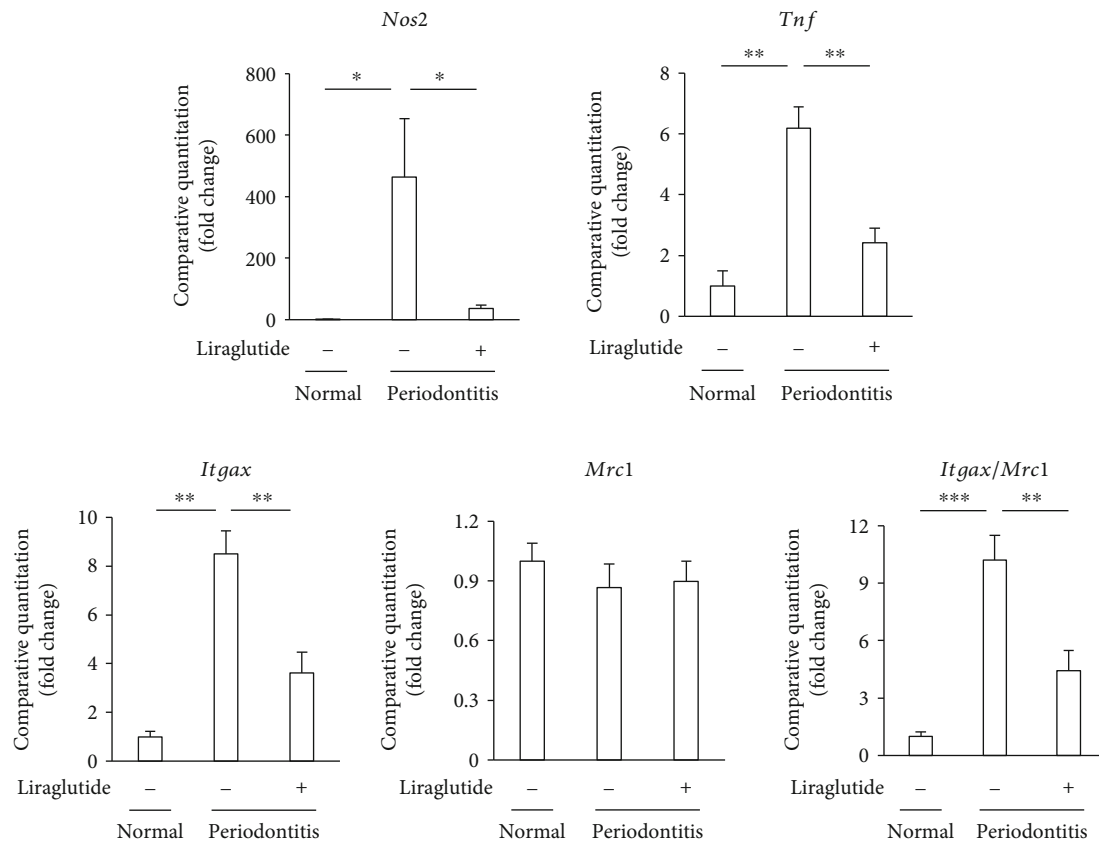 Nos2
* *
Comparative quantitation
(fold change)
800
600
400
200
0
Liraglutide – – +
Normal Periodontitis
Tnf
** **
Comparative quantitation
(fold change)
8
6
4
2
0
Liraglutide – – +
Normal Periodontitis
Itgax
** **
Comparative quantitation
(fold change)
10
8
6
4
2
0
Liraglutide – – +
Normal Periodontitis
Mrc1
Comparative quantitation
(fold change)
1.2
0.9
0.6
0.3
0
Liraglutide – – +
Normal Periodontitis
Itgax/Mrc1
*** **
Comparative quantitation
(fold change)
12
9
6
3
0
Liraglutide – – +
Normal Periodontitis